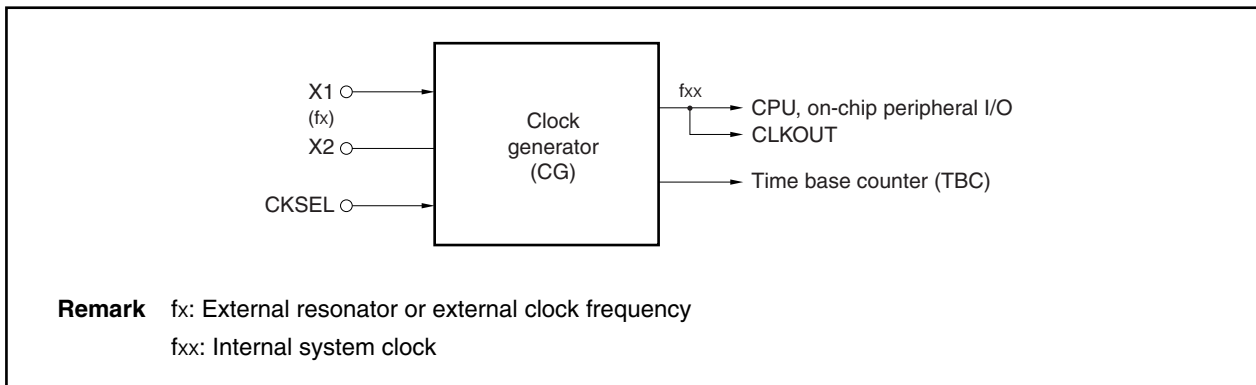 X1
(fx)
X2
CKSEL
Clock
generator
(CG)
fxx
CPU, on-chip peripheral I/O
CLKOUT
Time base counter (TBC)
Remark fx: External resonator or external clock frequency
fxx: Internal system clock